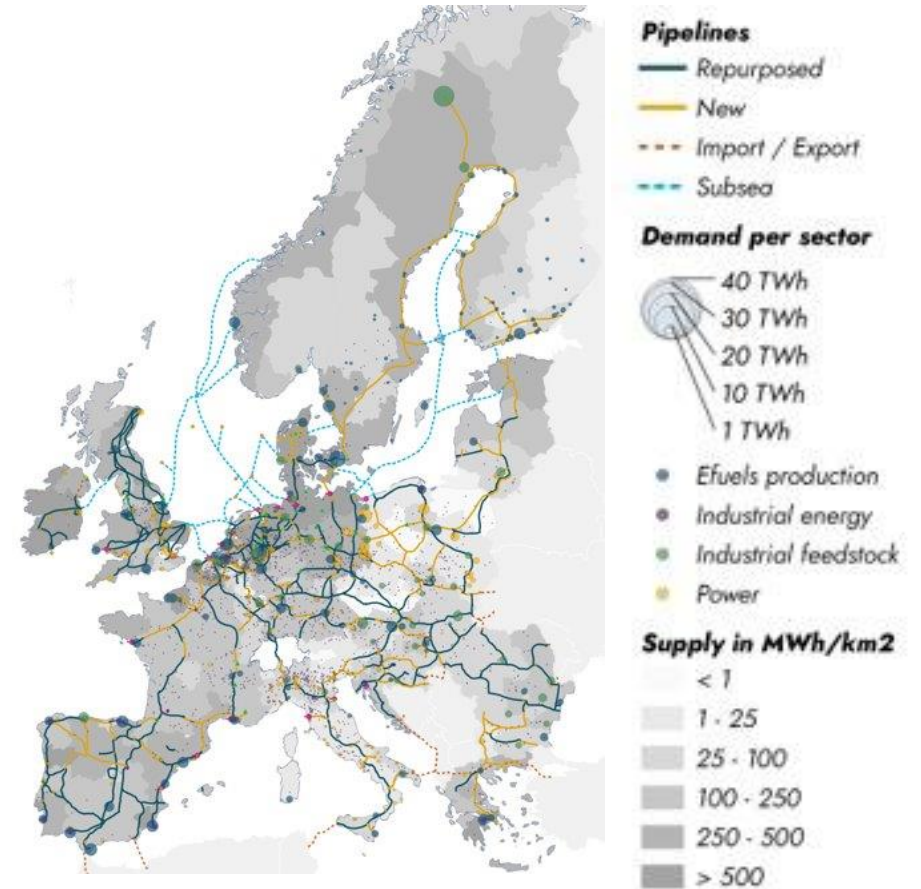 Pipelines
Repurposed
New
Import / Export
Subsea
Demand per sector
40 TWh
30 TWh
20 TWh
10 TWh
1 TWh
Efuels production
Industrial energy
Industrial feedstock
Power
Supply in MWh/km2
< 1
1 - 25
25 - 100
100 - 250
250 - 500
> 500